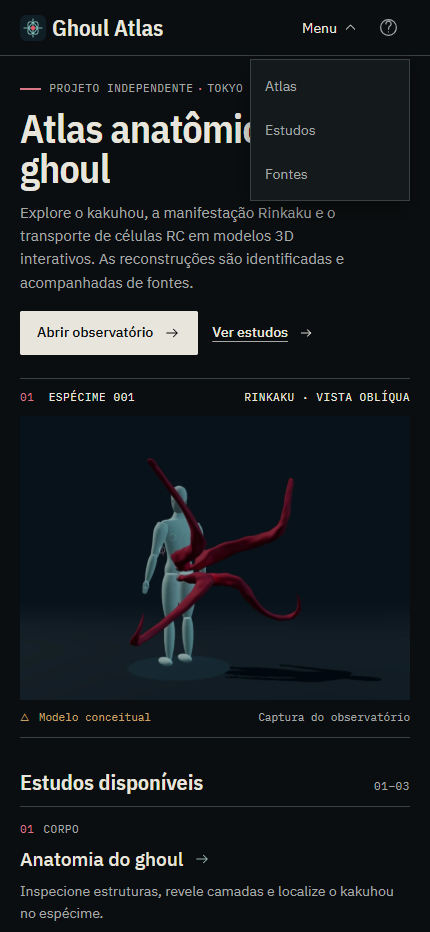 Ghoul Atlas
Menu
Atlas
Estudos
Fontes
PROJETO INDEPENDENTE · TOKYO
Atlas anatômic
ghoul
Explore o kakuhou, a manifestação Rinkaku e o
transporte de células RC em modelos 3D
interativos. As reconstruções são identificadas e
acompanhadas de fontes.
Abrir observatório →
Ver estudos →
01 ESPÉCIME 001
RINKAKU · VISTA OBLÍQUA
△ Modelo conceitual
Captura do observatório
Estudos disponíveis
01–03
01 CORPO
Anatomia do ghoul →
Inspecione estruturas, revele camadas e localize o kakuhou
no espécime.